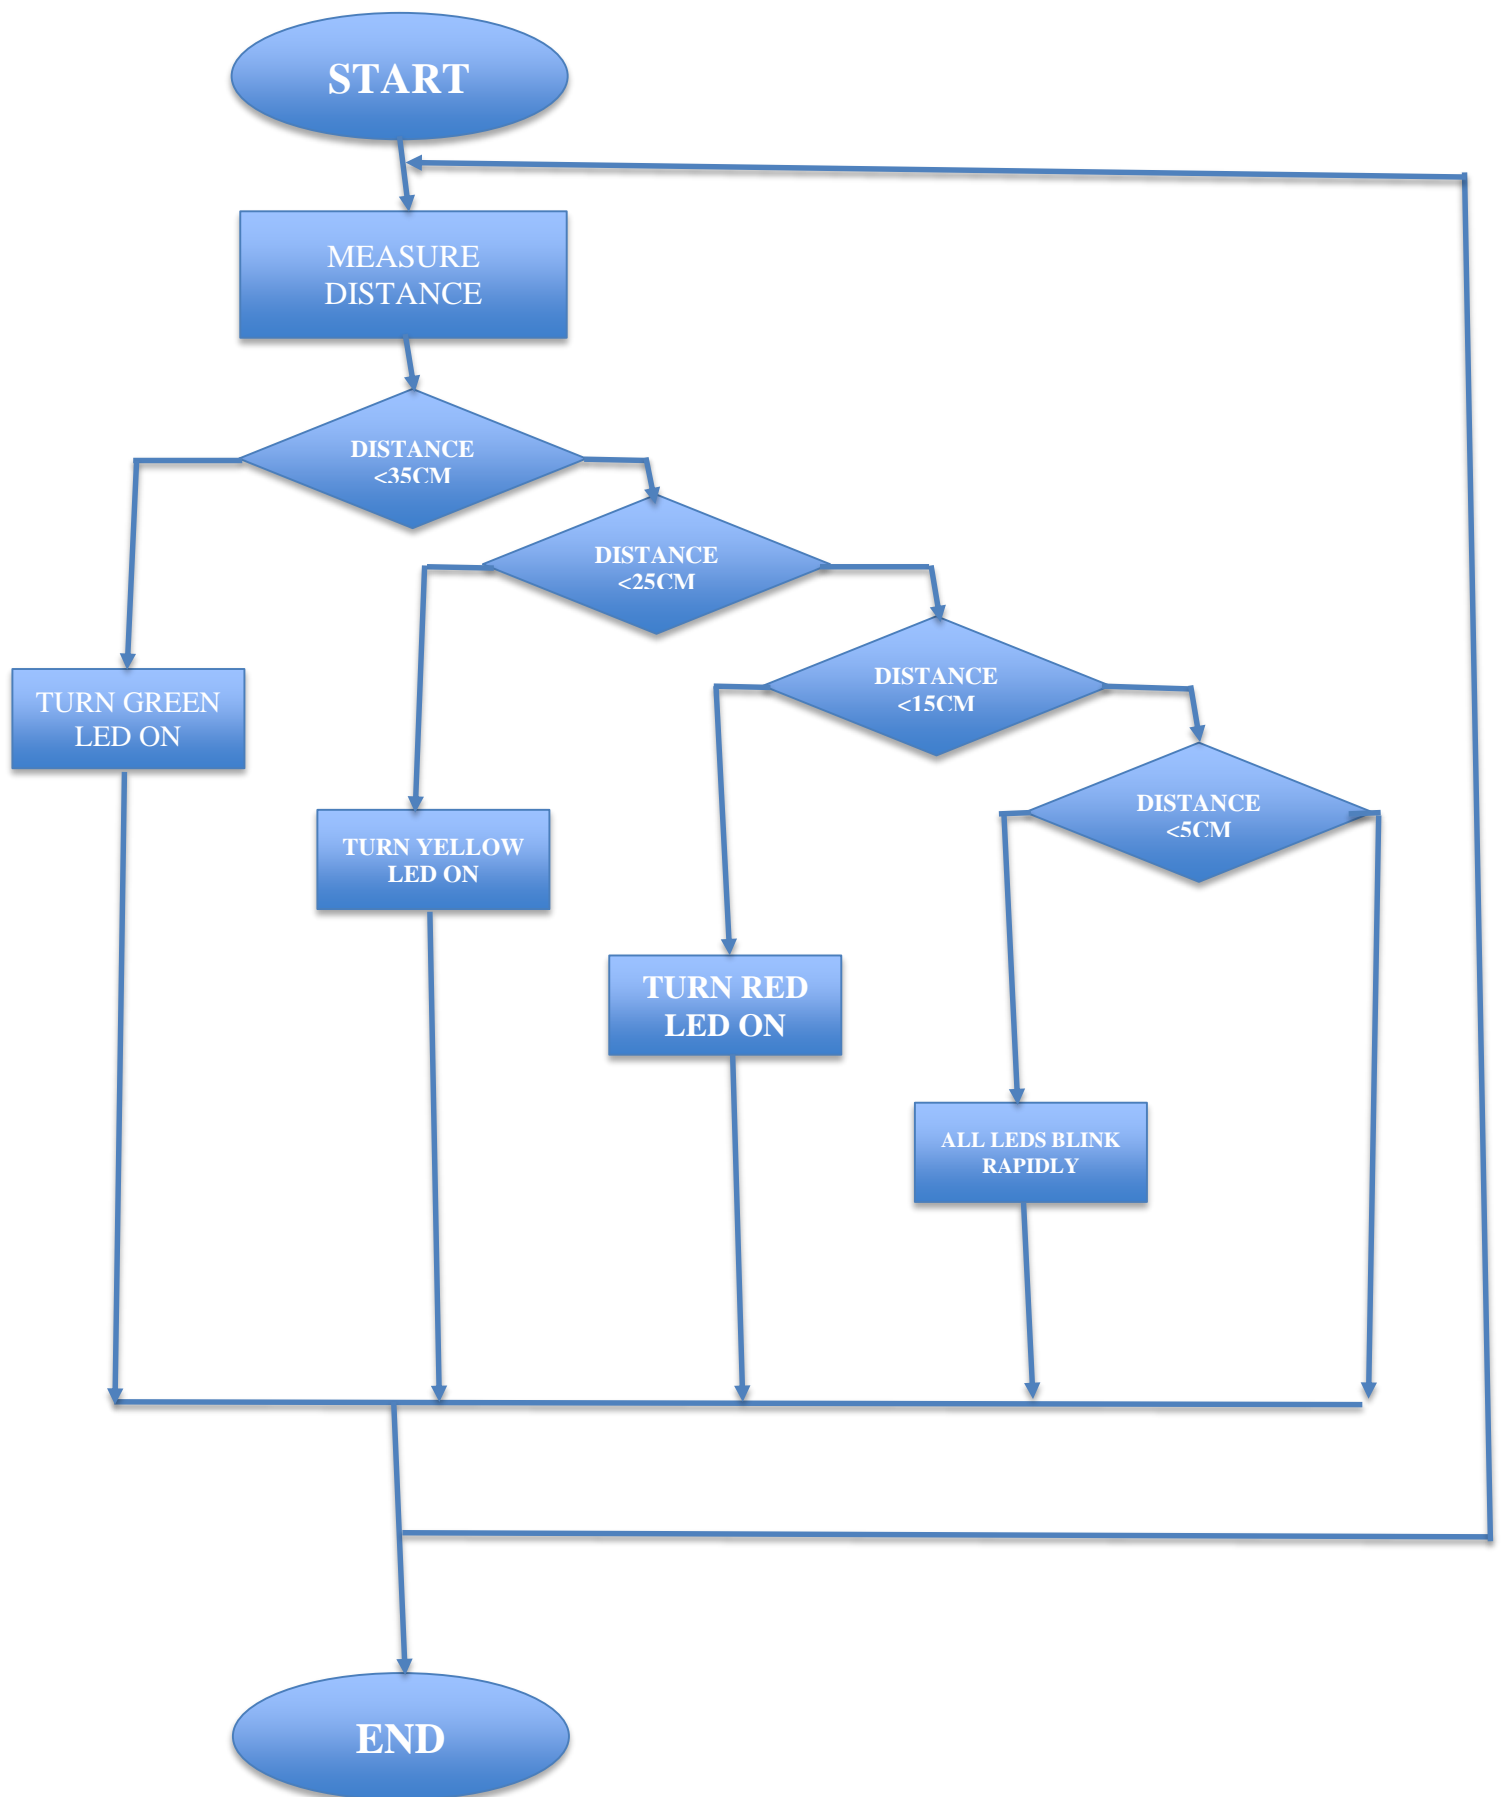 START
MEASURE
DISTANCE
DISTANCE
<35CM
DISTANCE
<25CM
DISTANCE
<15CM
TURN GREEN
LED ON
DISTANCE
<5CM
TURN YELLOW
LED ON
TURN RED
LED ON
ALL LEDS BLINK
RAPIDLY
END